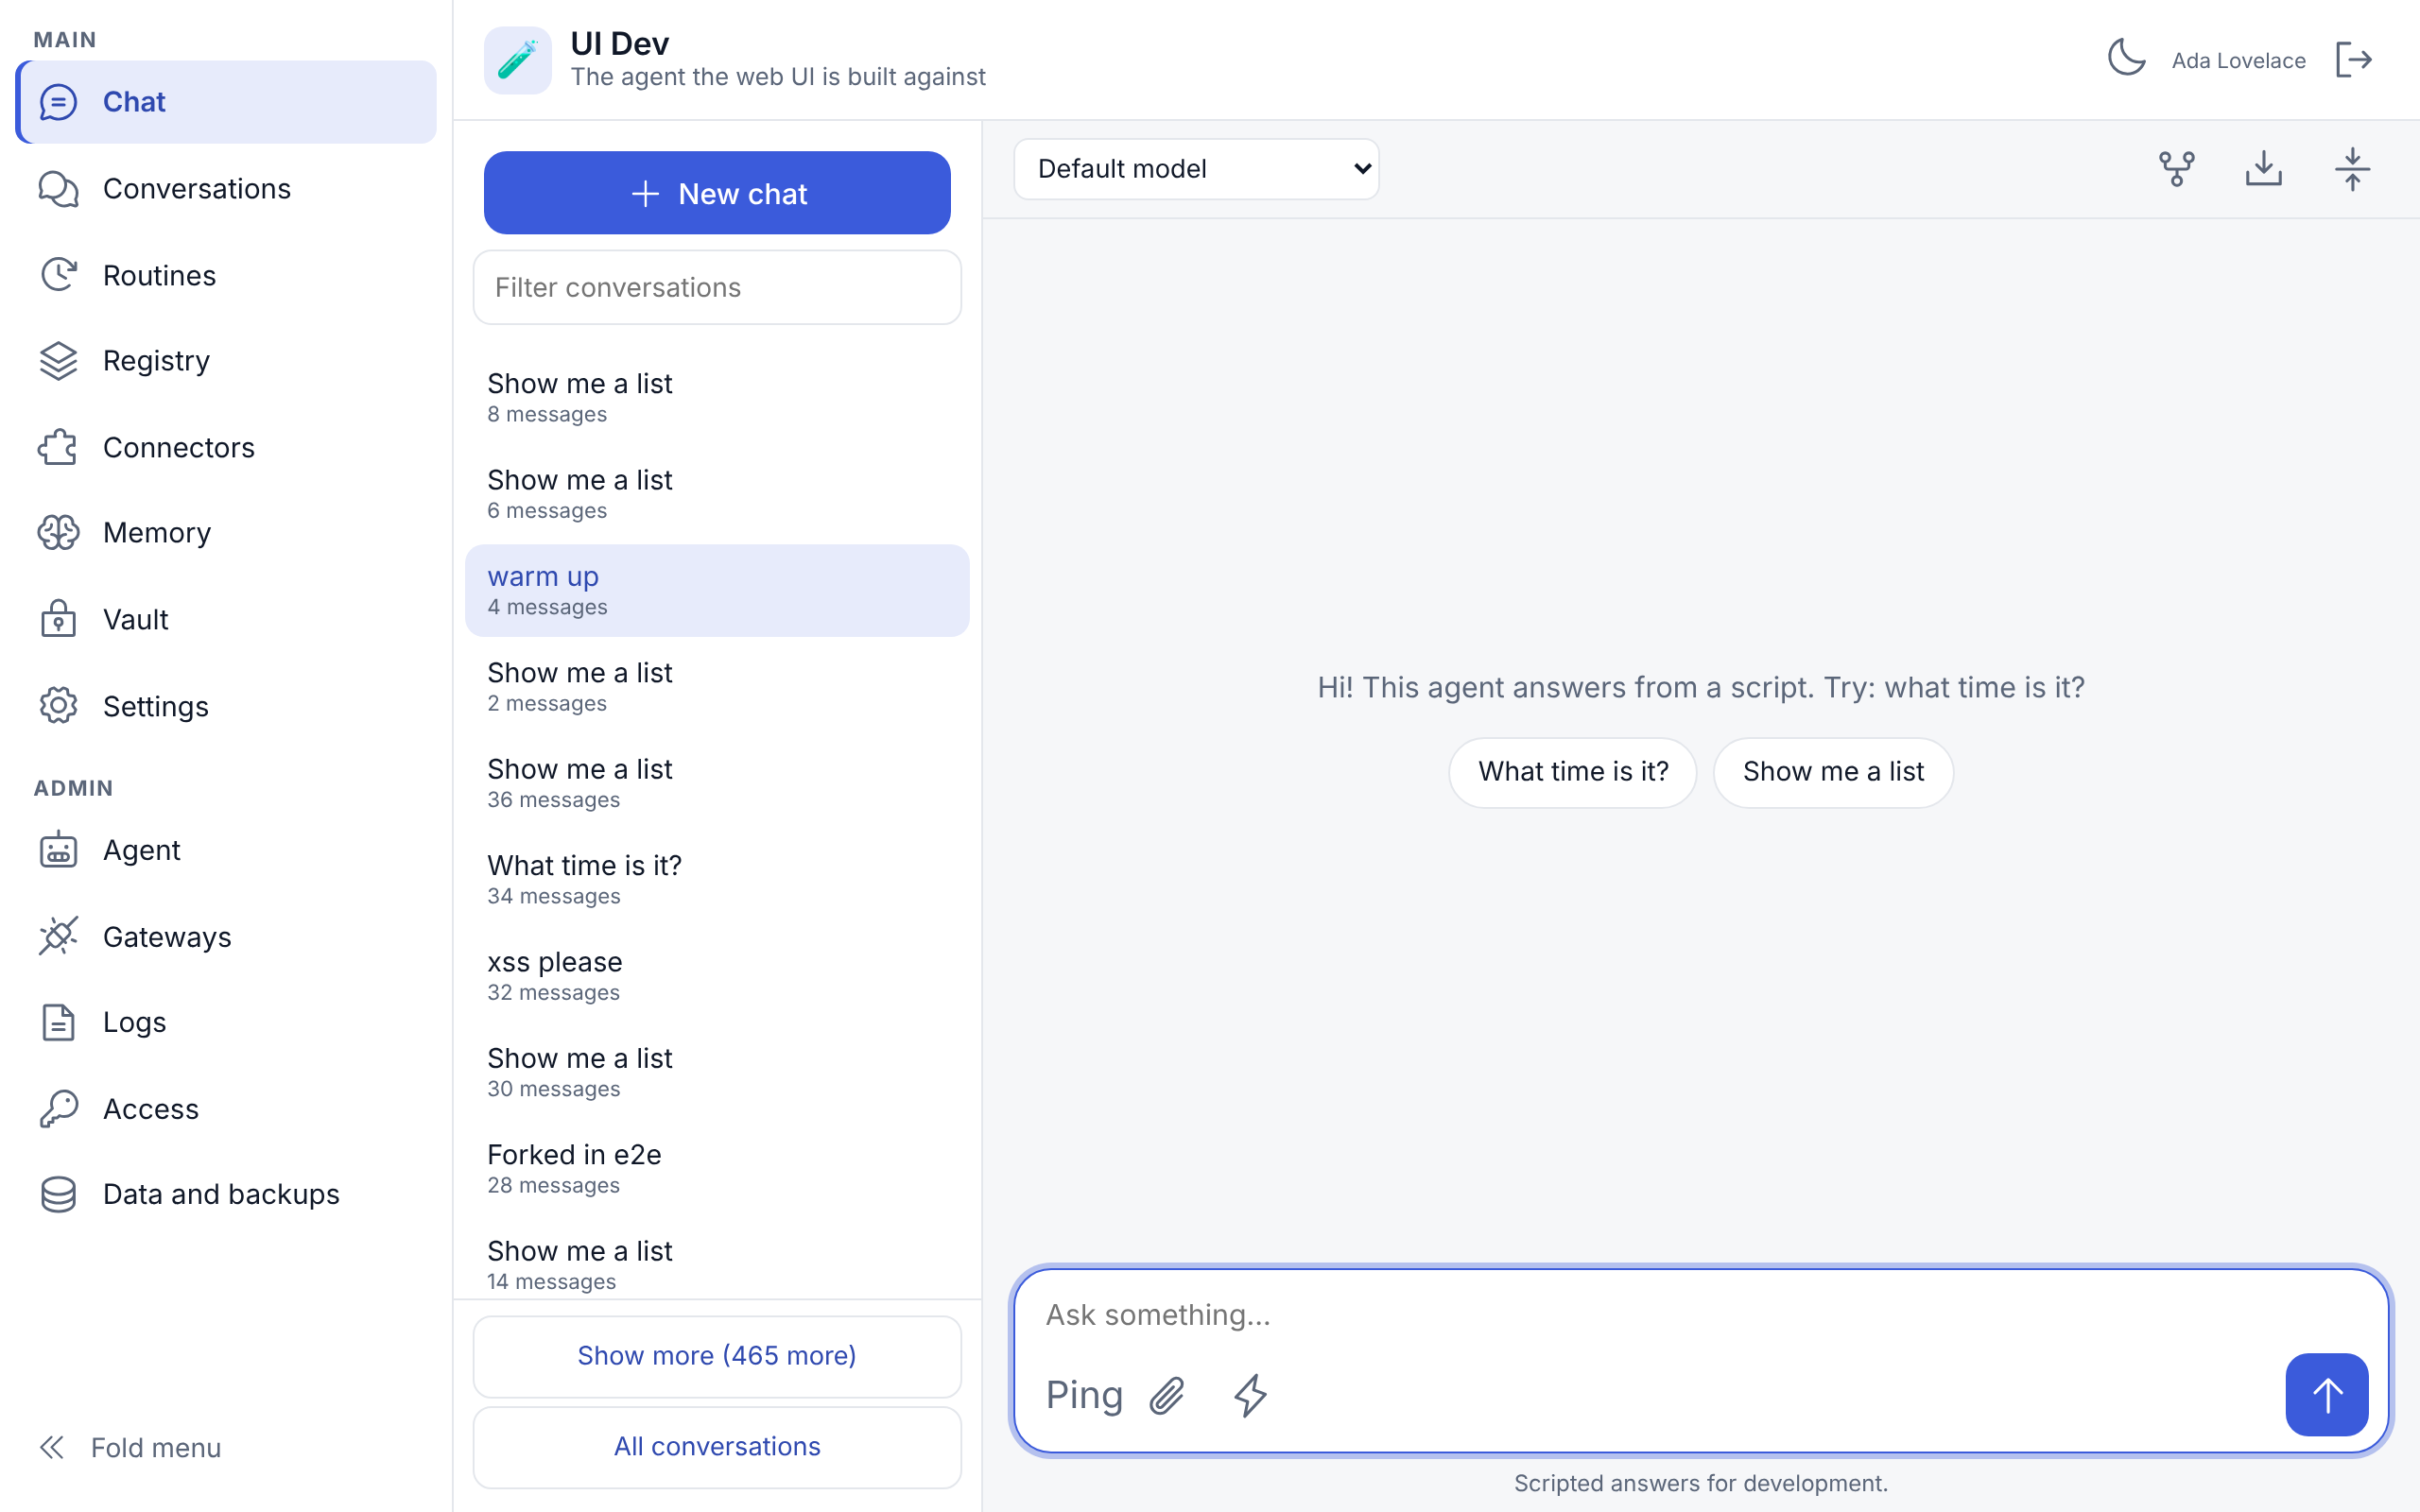 MAIN
Chat
Conversations
Routines
Registry
Connectors
Memory
Vault
Settings
ADMIN
Agent
Gateways
Logs
Access
Data and backups
Fold menu
UI Dev
The agent the web UI is built against
Ada Lovelace
New chat
Filter conversations
Show me a list
8 messages
Show me a list
6 messages
warm up
4 messages
Show me a list
2 messages
Show me a list
36 messages
What time is it?
34 messages
xss please
32 messages
Show me a list
30 messages
Forked in e2e
28 messages
Show me a list
14 messages
Show more (465 more)
All conversations
Default model
Hi! This agent answers from a script. Try: what time is it?
What time is it?
Show me a list
Ask something...
Ping
Scripted answers for development.